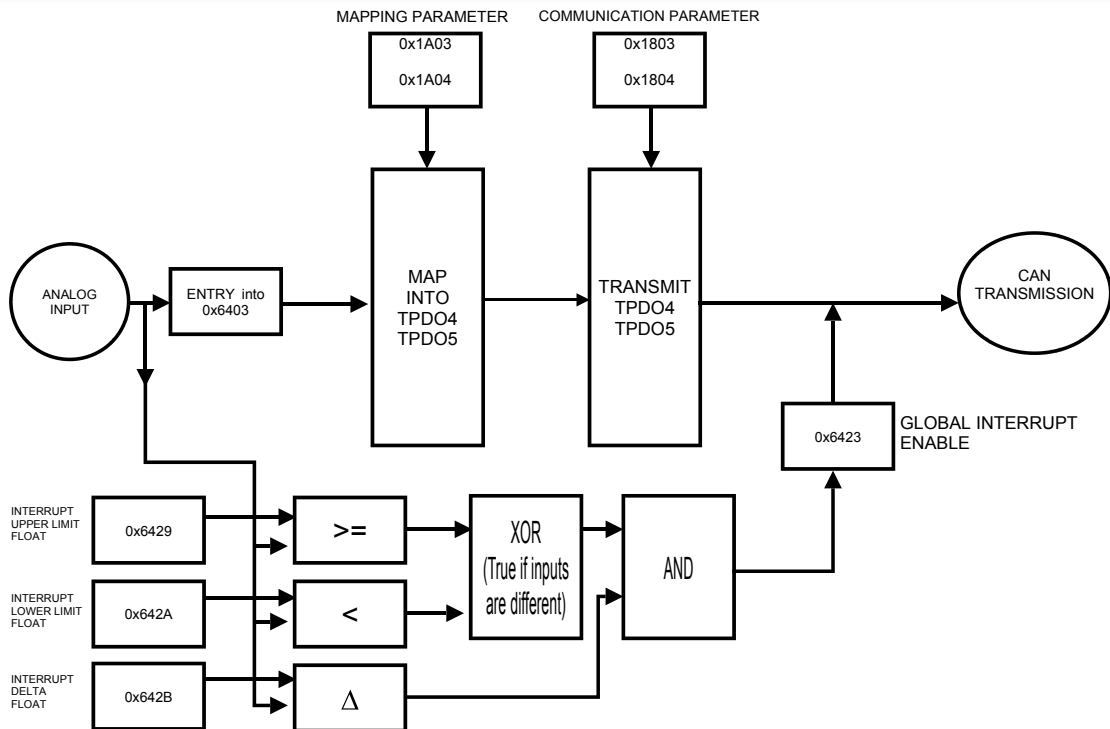 MAPPING PARAMETER
COMMUNICATION PARAMETER
0x1A03
0x1A04
0x1803
0x1804
ANALOG
INPUT
ENTRY into
0x6403
MAP
INTO
TPDO4
TPDO5
TRANSMIT
TPDO4
TPDO5
CAN
TRANSMISSION
0x6423
GLOBAL INTERRUPT
ENABLE
INTERRUPT
UPPER LIMIT
FLOAT
0x6429
>=
XOR
(True if inputs
are different)
AND
INTERRUPT
LOWER LIMIT
FLOAT
0x642A
<
INTERRUPT
DELTA
FLOAT
0x642B
Δ